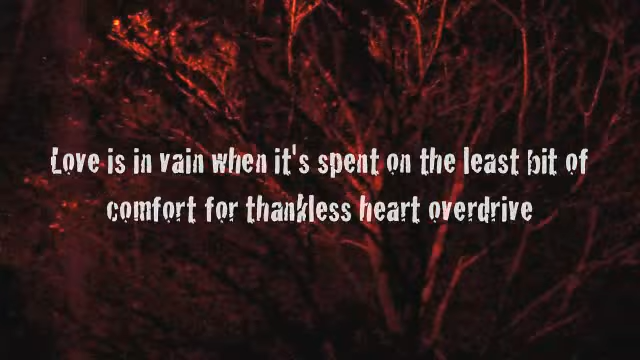 Love is in vain when it's spent on the least bit of
comfort for thankless heart overdrive